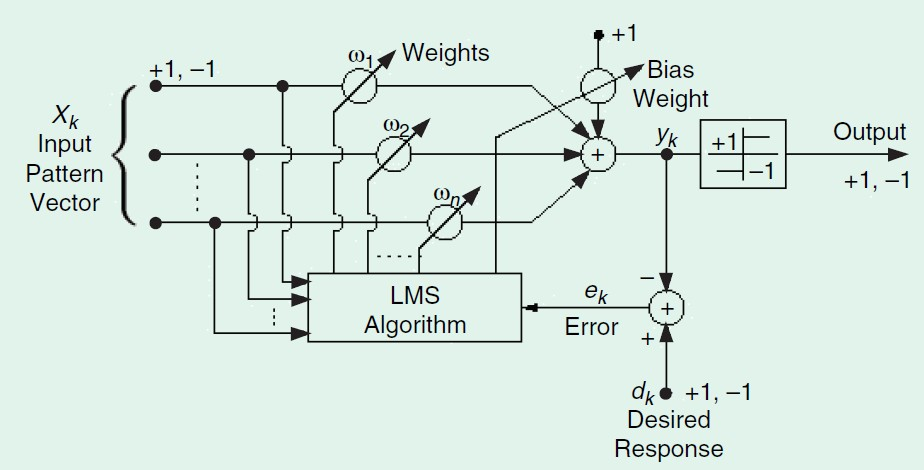 +1
ω1 Weights
+1, −1
Bias
Weight
Xk
Input
Pattern
Vector
ω2
yk
+1
−1
Output
+1, −1
+
ωn
LMS
Algorithm
−
ek
Error
+
+
dk +1, −1
Desired
Response